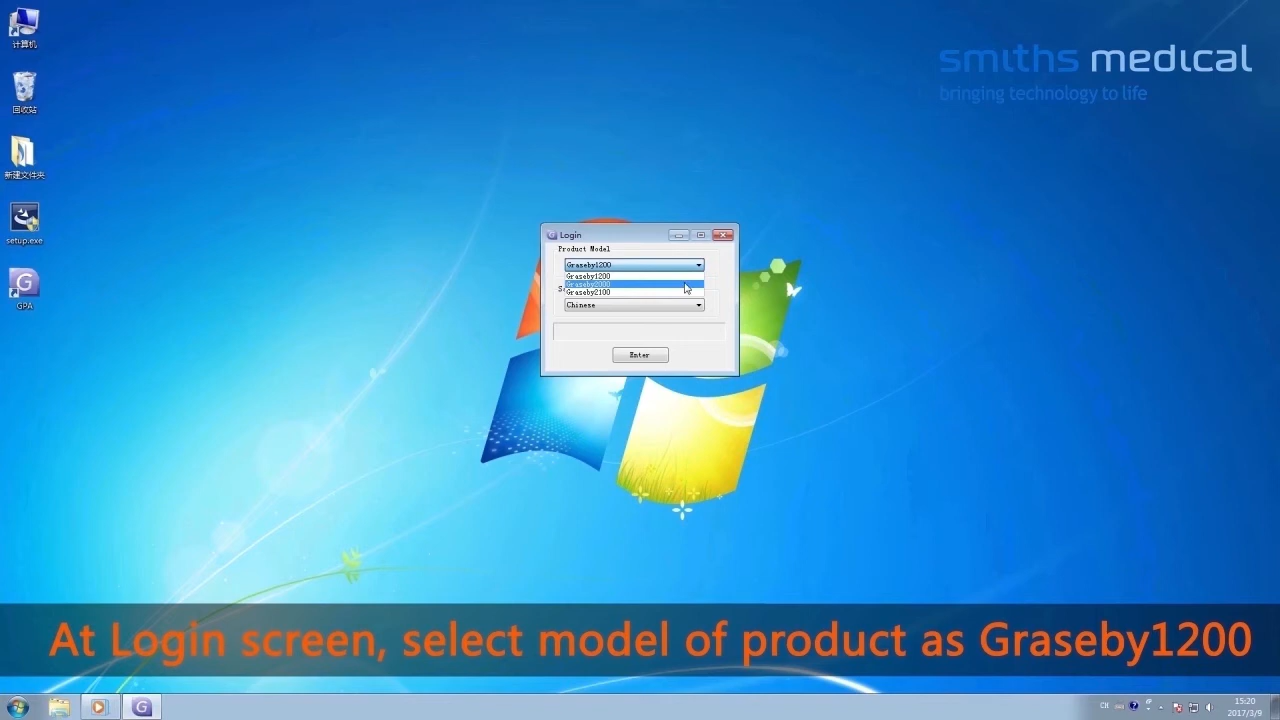 计算机
回收站
新建文件夹
setup.exe
GPA
smiths medical
bringing technology to life
Login
Product Model
Graseby1200
Graseby1200
Graseby2000
Graseby2100
Chinese
Enter
At Login screen, select model of product as Graseby1200
CH
15:20
2017/3/9